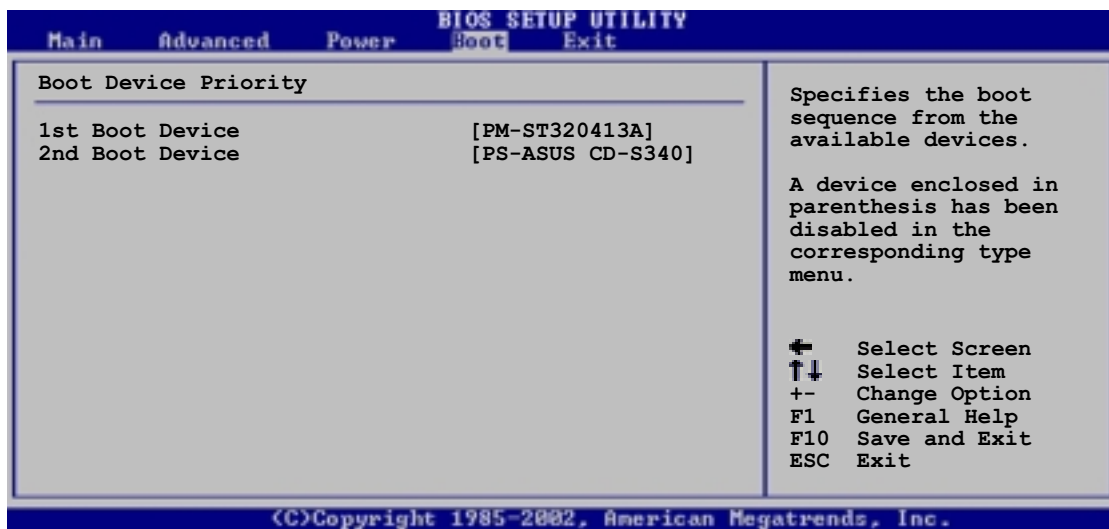 BIOS SETUP UTILITY
Main Advanced Power Boot Exit
Boot Device Priority
1st Boot Device [PM-ST320413A]
2nd Boot Device [PS-ASUS CD-S340]
Specifies the boot
sequence from the
available devices.
A device enclosed in
parenthesis has been
disabled in the
corresponding type
menu.
← Select Screen
↑↓ Select Item
+- Change Option
F1 General Help
F10 Save and Exit
ESC Exit
(C)Copyright 1985-2002, American Megatrends, Inc.